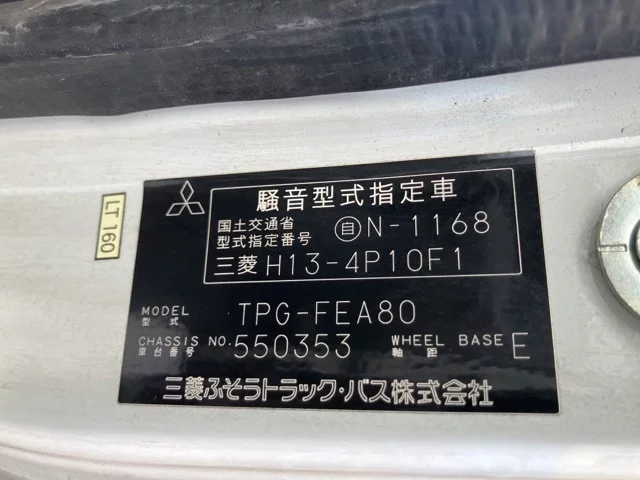 騒音型式指定車
国土交通省
型式指定番号 自 N-1168
三菱 H13-4P10F1
MODEL
型式 TPG-FEA80
CHASSIS NO. 550353 WHEEL BASE E
車台番号 軸距
三菱ふそうトラック・バス株式会社
LT160